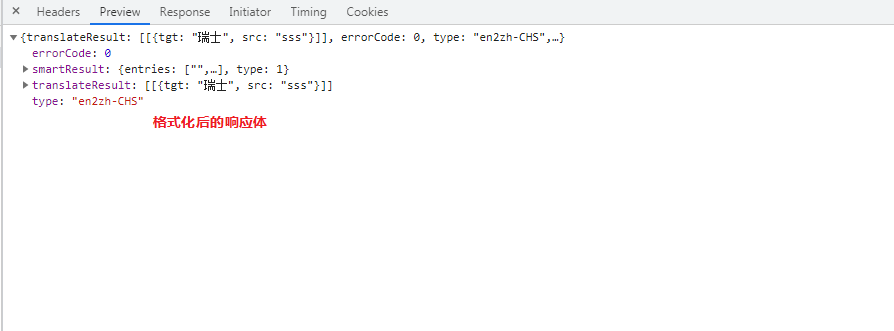 × Headers Preview Response Initiator Timing Cookies
▼{translateResult: [[{tgt: "瑞士", src: "sss"}]], errorCode: 0, type: "en2zh-CHS",…}
errorCode: 0
▶smartResult: {entries: ["",…], type: 1}
▶translateResult: [[{tgt: "瑞士", src: "sss"}]]
type: "en2zh-CHS"
格式化后的响应体